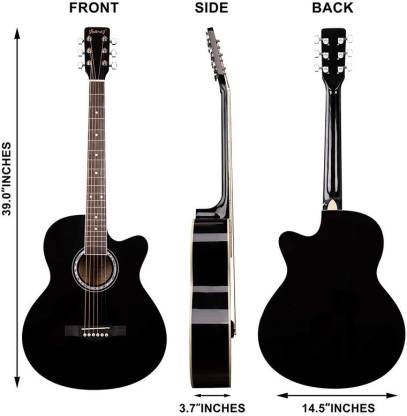 FRONT
SIDE
BACK
39.0"INCHES
3.7"INCHES
14.5"INCHES